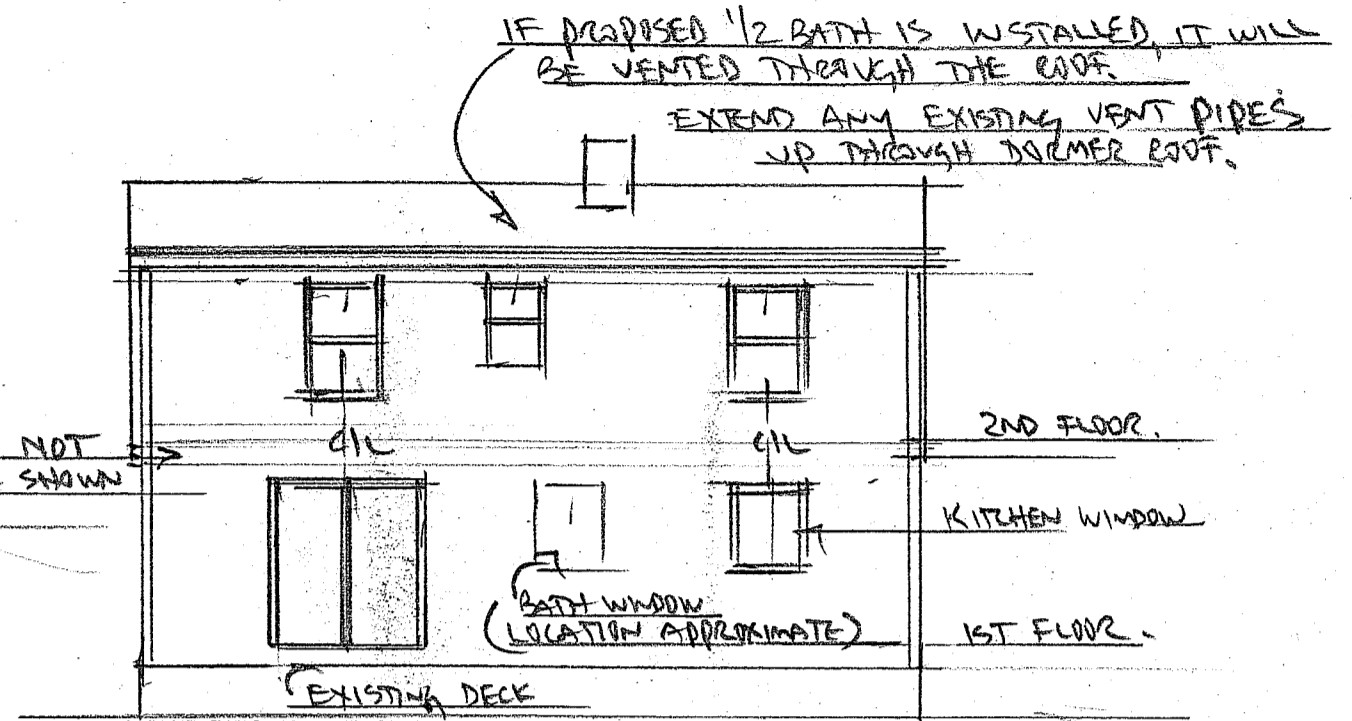 IF PROPOSED 1/2 BATH IS INSTALLED, IT WILL
BE VENTED THROUGH THE ROOF.
EXTEND ANY EXISTING VENT PIPES
UP THROUGH DORMER ROOF.
NOT
SHOWN
C/L
C/L
2ND FLOOR.
KITCHEN WINDOW
BATH WINDOW
(LOCATION APPROXIMATE)
1ST FLOOR.
EXISTING DECK